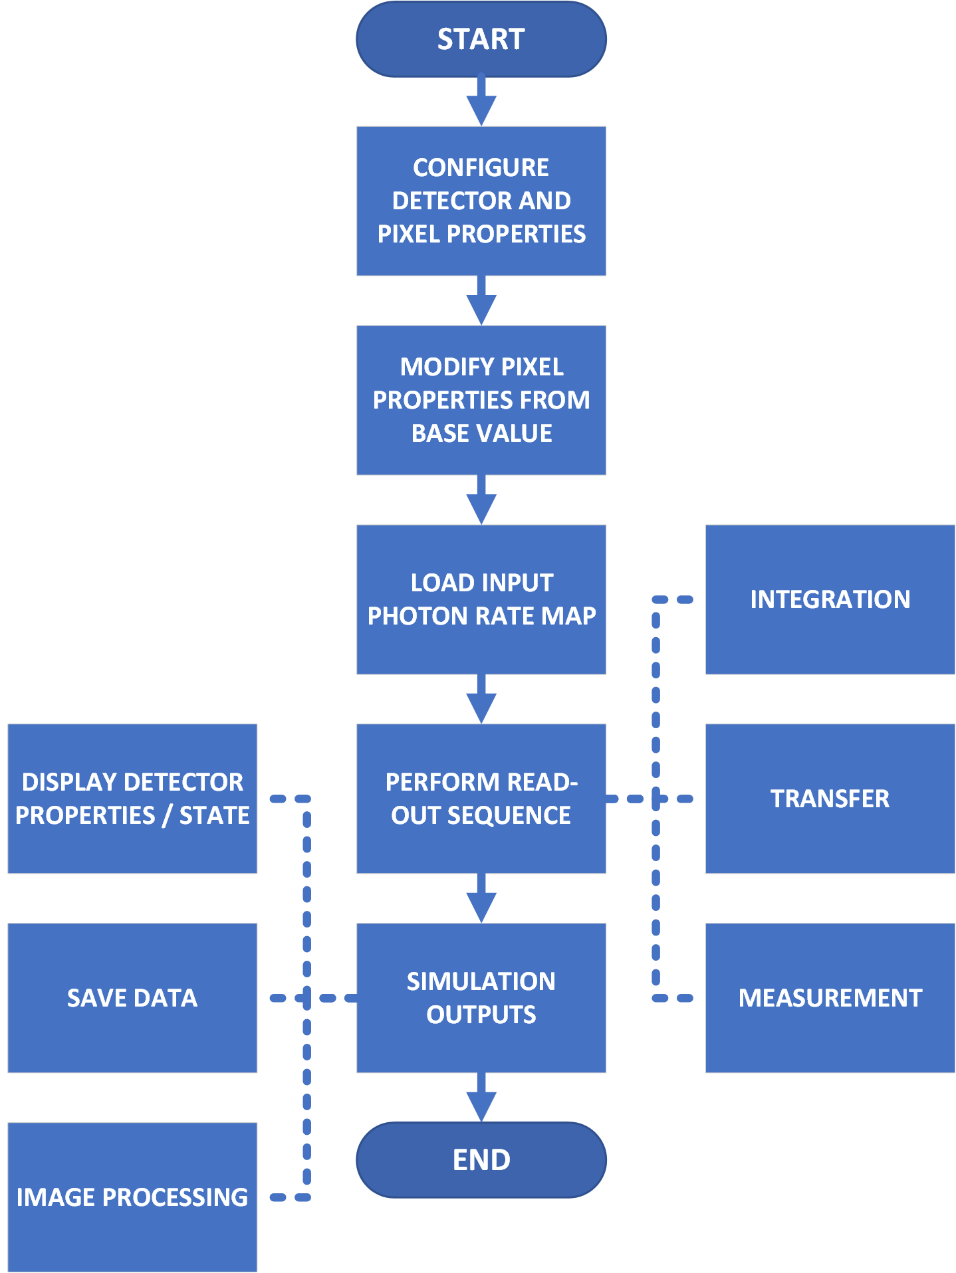 START
CONFIGURE
DETECTOR AND
PIXEL PROPERTIES
MODIFY PIXEL
PROPERTIES FROM
BASE VALUE
LOAD INPUT
PHOTON RATE MAP
INTEGRATION
DISPLAY DETECTOR
PROPERTIES / STATE
PERFORM READ-
OUT SEQUENCE
TRANSFER
SAVE DATA
SIMULATION
OUTPUTS
MEASUREMENT
END
IMAGE PROCESSING